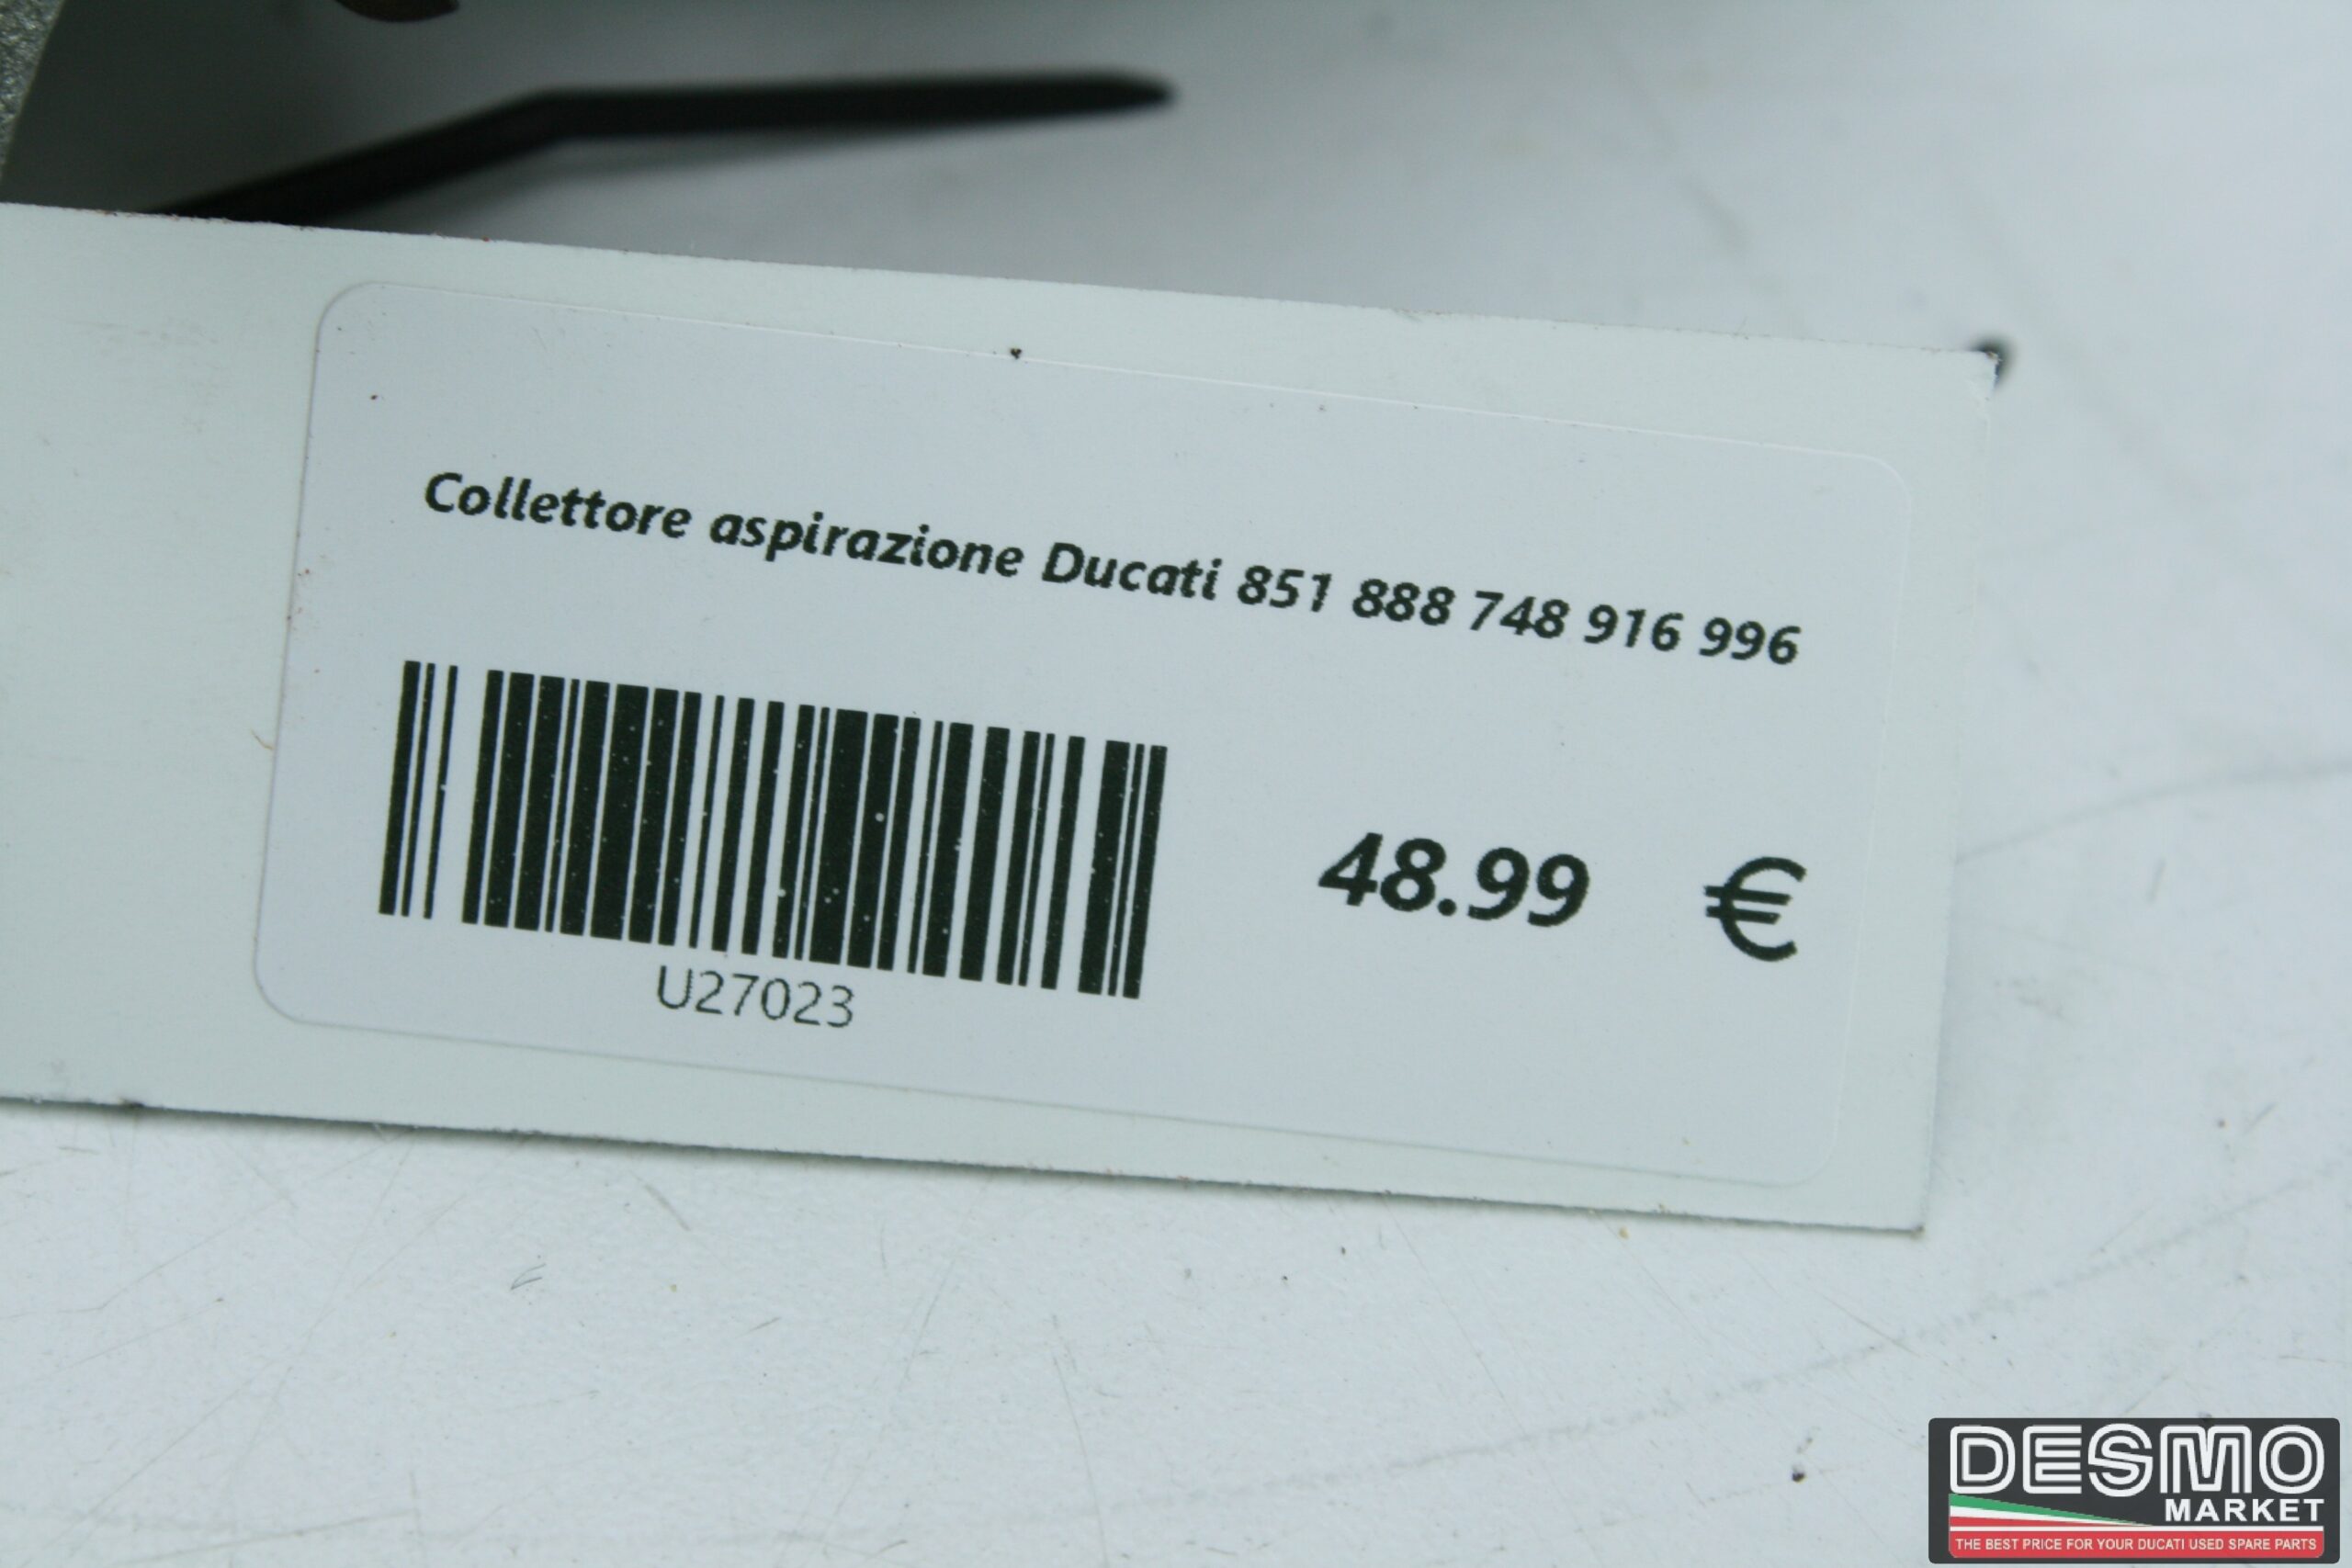 Collettore aspirazione Ducati 851 888 748 916 996
48.99 €
U27023
DESMO
MARKET
THE BEST PRICE FOR YOUR DUCATI USED SPARE PARTS